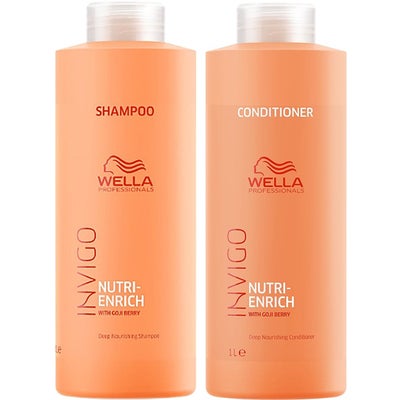 SHAMPOO
WELLA
PROFESSIONALS
INVIGO
NUTRI-
ENRICH
WITH GOJI BERRY
Deep Nourishing Shampoo
CONDITIONER
WELLA
PROFESSIONALS
INVIGO
NUTRI-
ENRICH
WITH GOJI BERRY
Deep Nourishing Conditioner
1L ℮